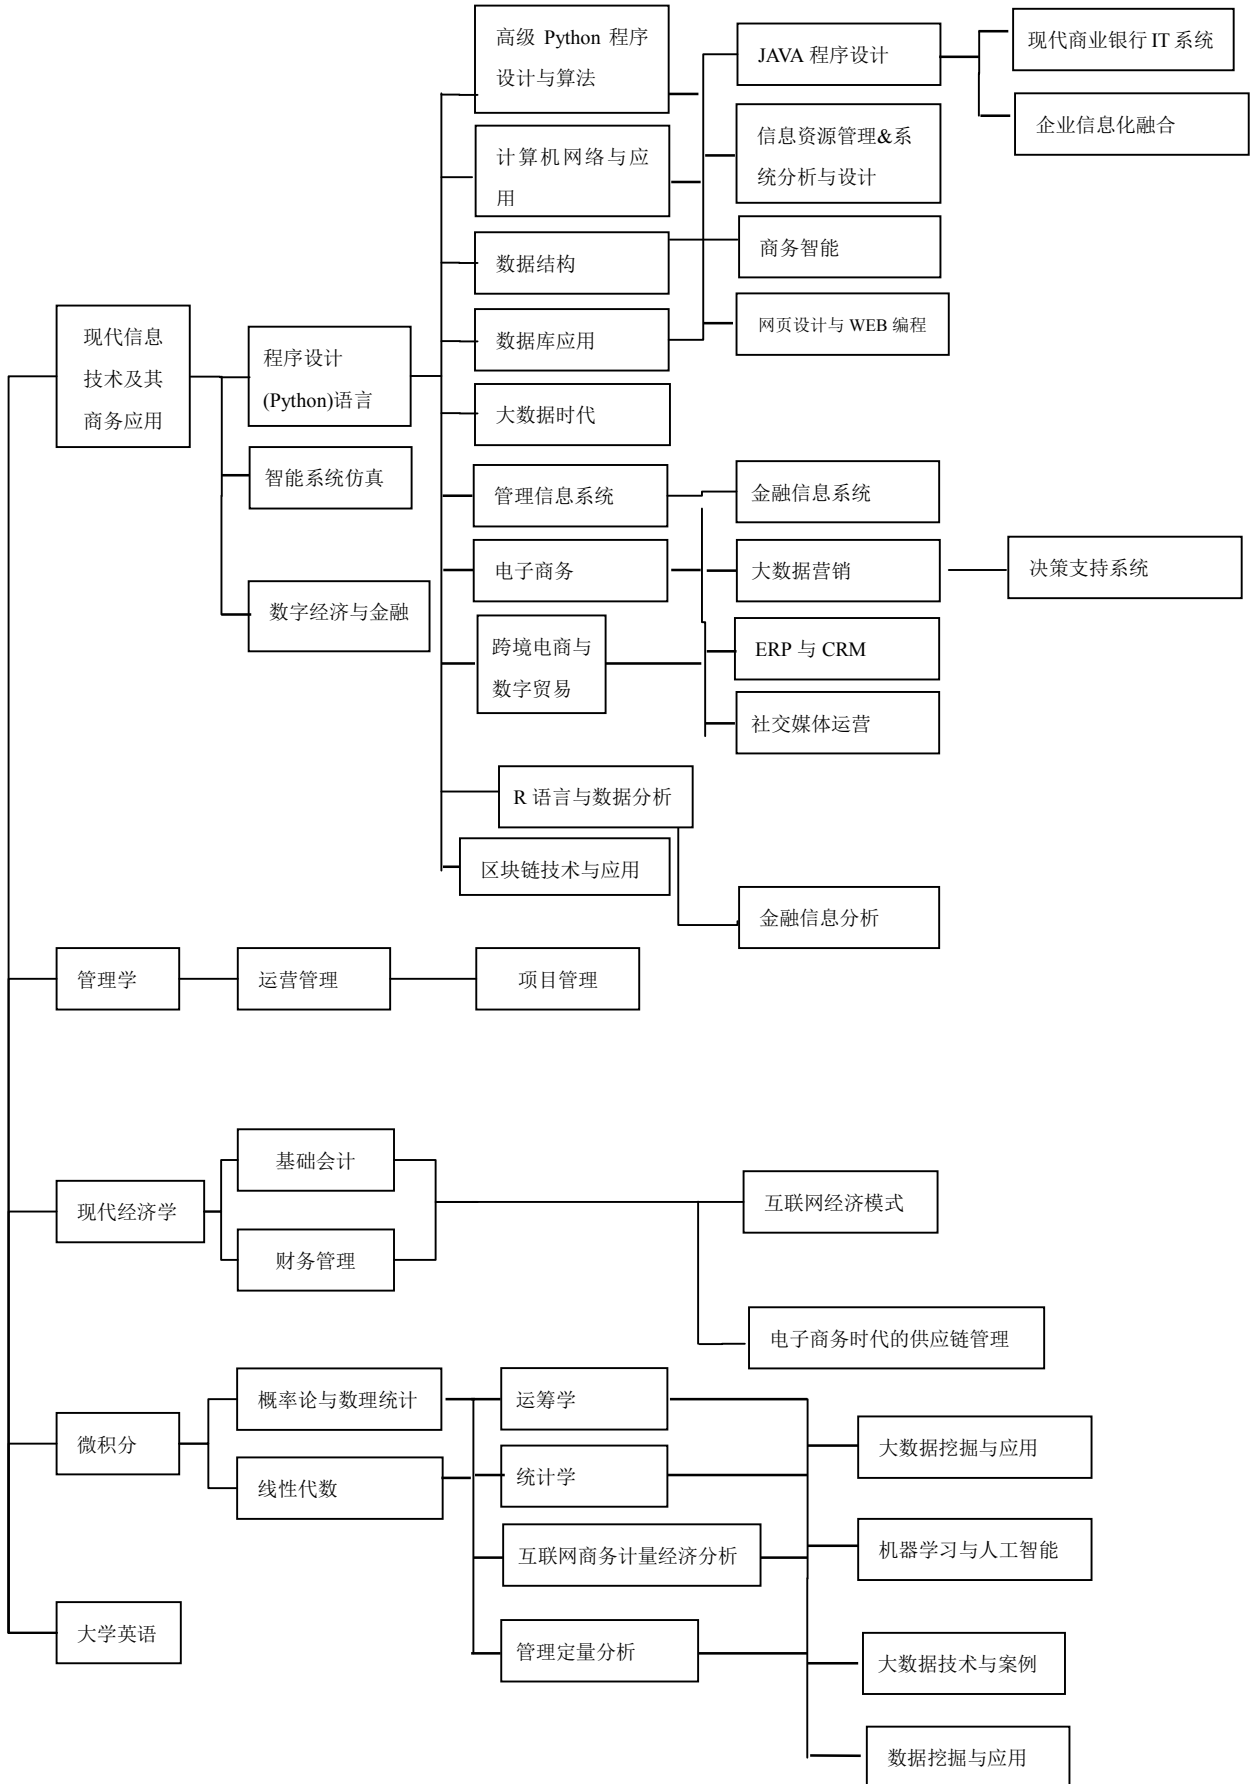 高级 Python 程序
设计与算法
JAVA 程序设计
现代商业银行 IT 系统
企业信息化融合
计算机网络与应
用
信息资源管理&系
统分析与设计
数据结构
商务智能
现代信息
技术及其
商务应用
程序设计
(Python)语言
数据库应用
网页设计与 WEB 编程
大数据时代
智能系统仿真
管理信息系统
金融信息系统
电子商务
大数据营销
决策支持系统
数字经济与金融
跨境电商与
数字贸易
ERP 与 CRM
社交媒体运营
R 语言与数据分析
区块链技术与应用
金融信息分析
管理学
运营管理
项目管理
基础会计
现代经济学
互联网经济模式
财务管理
电子商务时代的供应链管理
概率论与数理统计
运筹学
微积分
大数据挖掘与应用
线性代数
统计学
互联网商务计量经济分析
机器学习与人工智能
大学英语
管理定量分析
大数据技术与案例
数据挖掘与应用